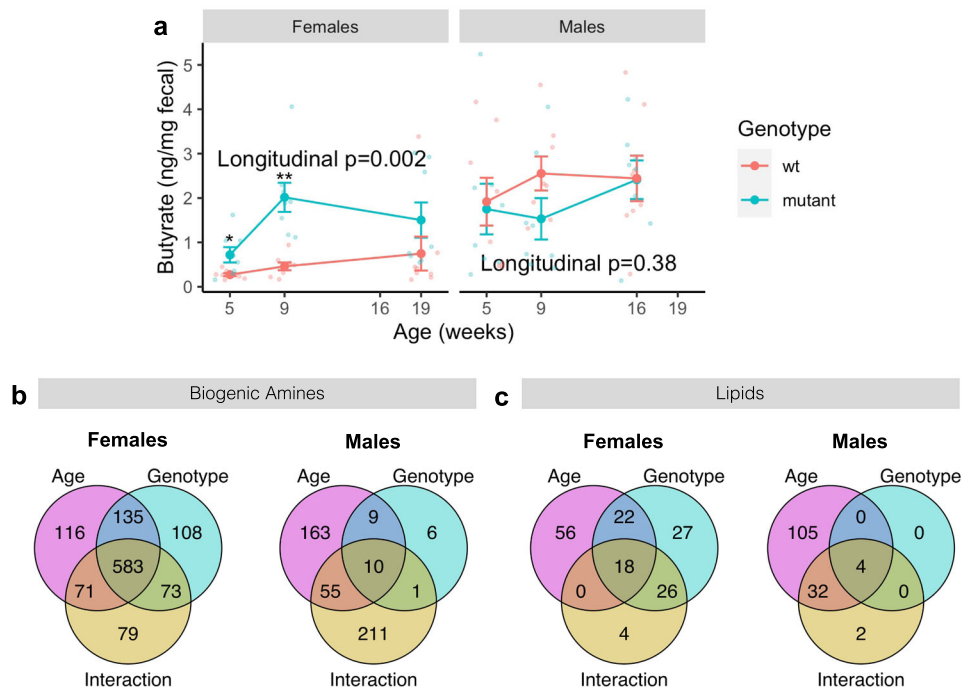 a
Females
Males
Butyrate (ng/mg fecal)
5
4
3
2
1
0
Longitudinal p=0.002
*
**
Longitudinal p=0.38
5
9
16
19
5
9
16
19
Age (weeks)
Genotype
wt
mutant
b
Biogenic Amines
Females
Age
Genotype
116
135
108
583
71
73
79
Interaction
Males
Age
Genotype
163
9
6
10
55
1
211
Interaction
c
Lipids
Females
Age
Genotype
56
22
27
18
0
26
4
Interaction
Males
Age
Genotype
105
0
0
4
32
0
2
Interaction